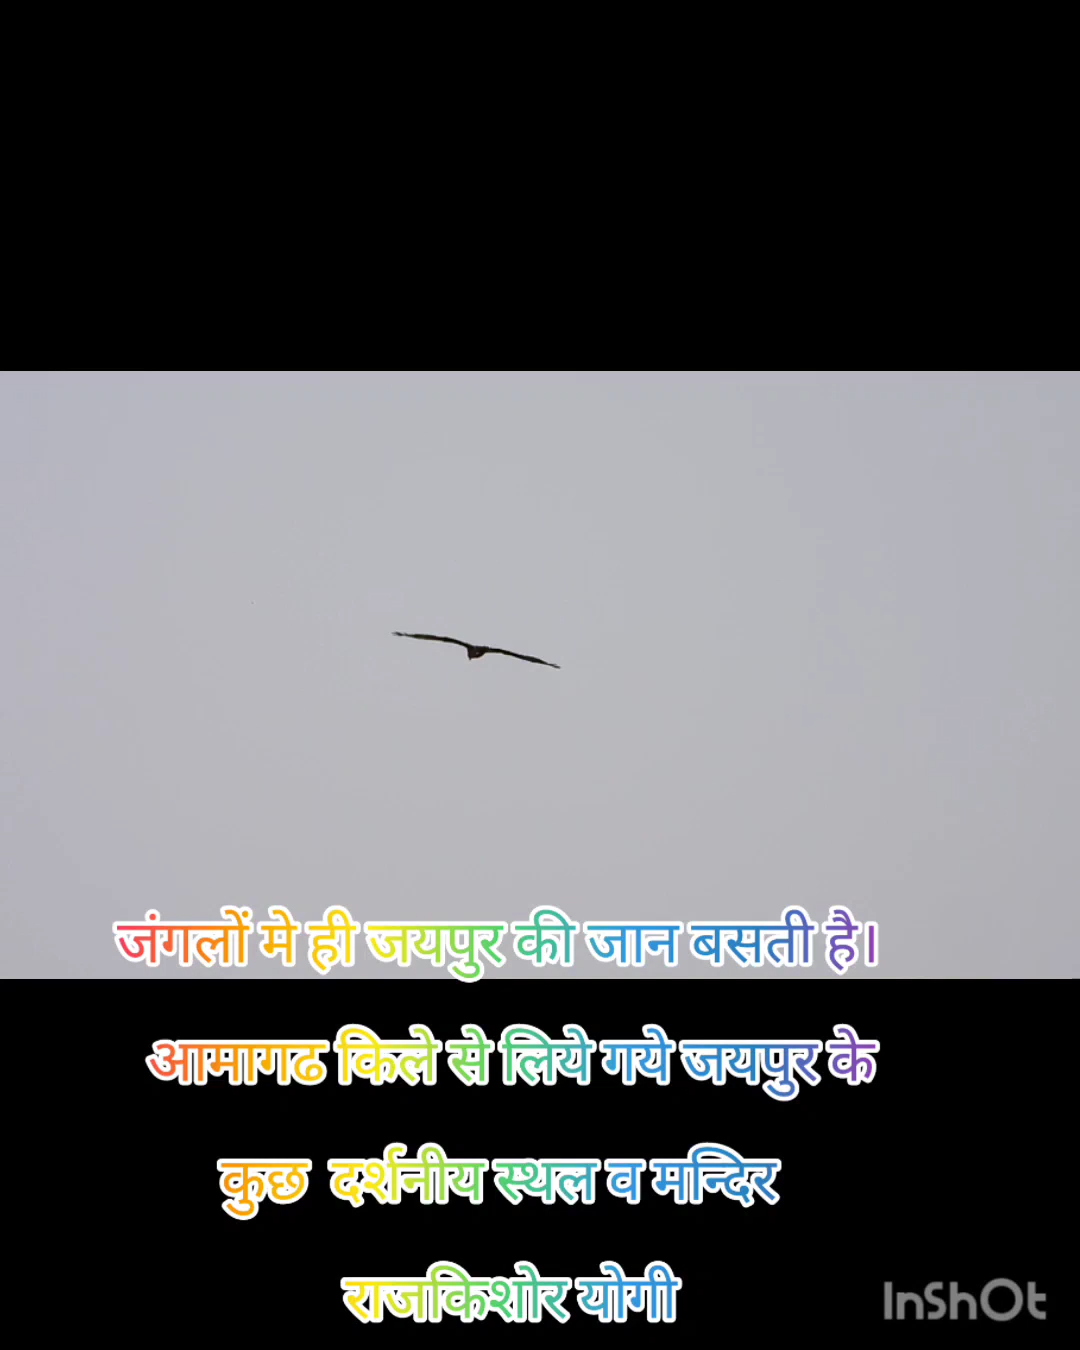 जंगलों मे ही जयपुर की जान बसती है।
आमागढ किले से लिये गये जयपुर के
कुछ दर्शनीय स्थल व मन्दिर
राजकिशोर योगी
InShOt